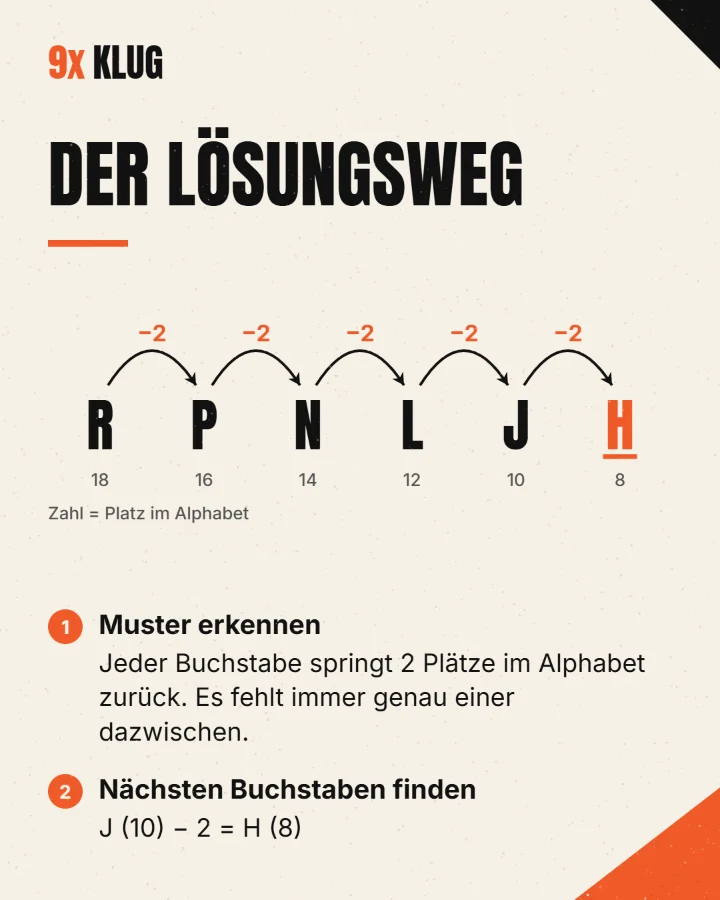 9x KLUG
DER LÖSUNGSWEG
−2 −2 −2 −2 −2
R P N L J H
18 16 14 12 10 8
Zahl = Platz im Alphabet
1 Muster erkennen
Jeder Buchstabe springt 2 Plätze im Alphabet
zurück. Es fehlt immer genau einer
dazwischen.
2 Nächsten Buchstaben finden
J (10) − 2 = H (8)